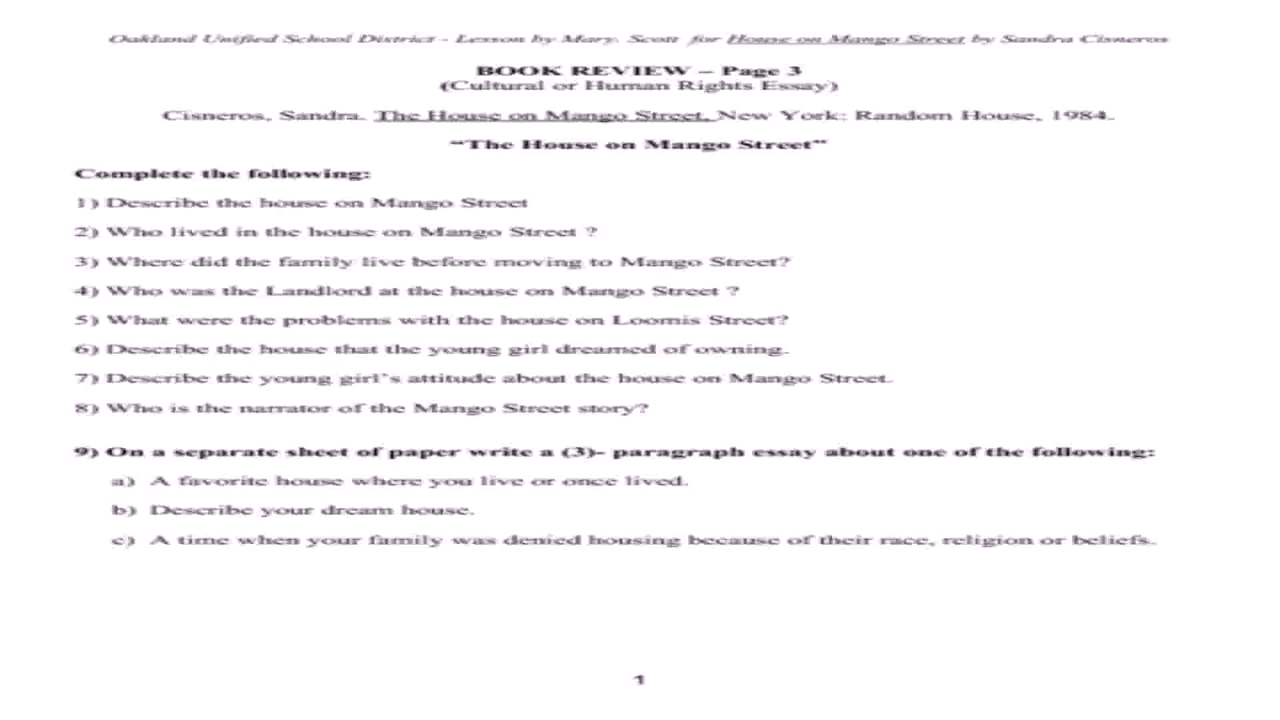 Oakland Unified School District - Lesson by Mary. Scott for House on Mango Street by Sandra Cisneros
BOOK REVIEW – Page 3
(Cultural or Human Rights Essay)
Cisneros, Sandra. The House on Mango Street, New York: Random House, 1984.
“The House on Mango Street”
Complete the following:
1) Describe the house on Mango Street
2) Who lived in the house on Mango Street ?
3) Where did the family live before moving to Mango Street?
4) Who was the Landlord at the house on Mango Street ?
5) What were the problems with the house on Loomis Street?
6) Describe the house that the young girl dreamed of owning.
7) Describe the young girl’s attitude about the house on Mango Street.
8) Who is the narrator of the Mango Street story?
9) On a separate sheet of paper write a (3)- paragraph essay about one of the following:
a) A favorite house where you live or once lived.
b) Describe your dream house.
c) A time when your family was denied housing because of their race, religion or beliefs.
1